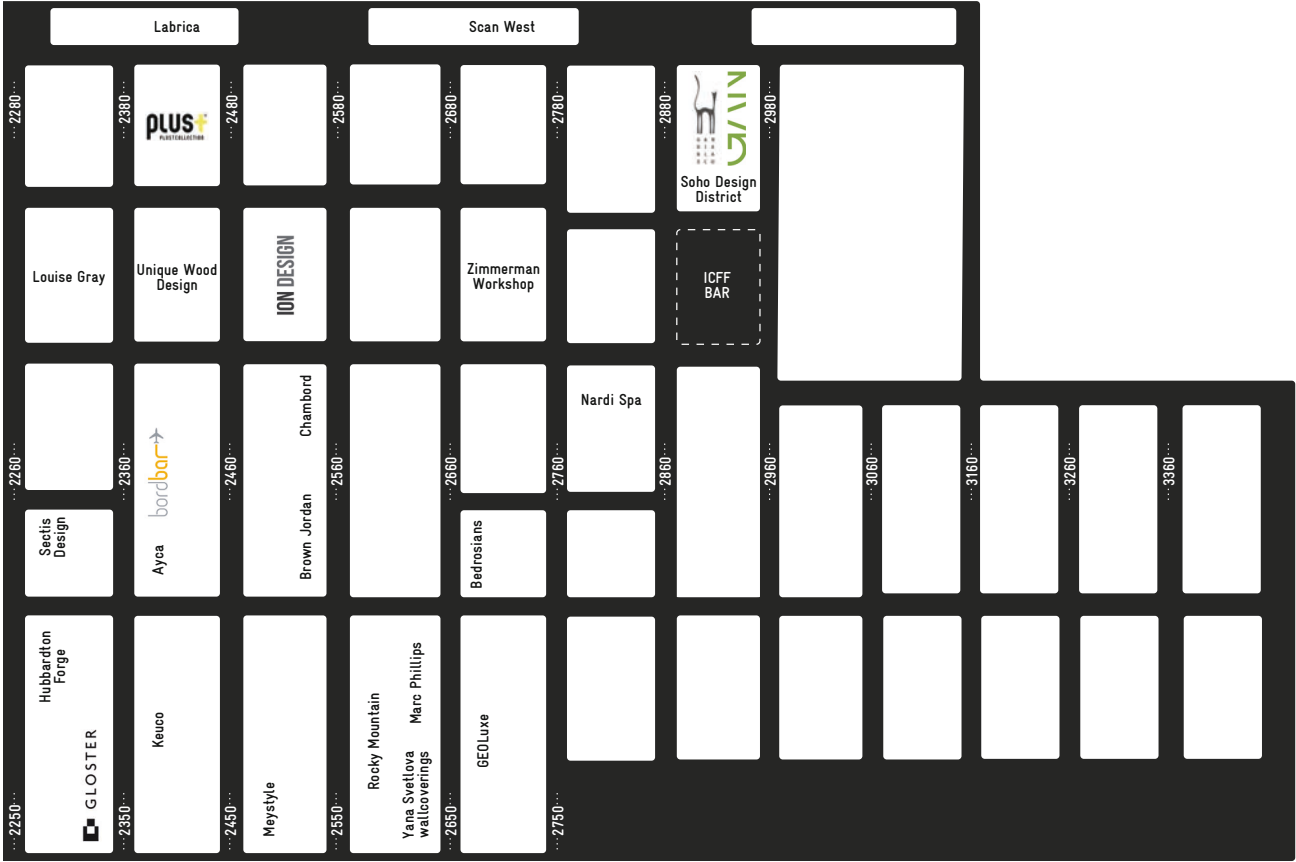 Labrica
Scan West
···2280···
···2380···
···2480···
···2580···
···2680···
···2780···
···2880···
···2980···
PLUS+
PLUSTCOLLECTION
GAN
Soho Design
District
Louise Gray
Unique Wood
Design
ION DESIGN
Zimmerman
Workshop
ICFF
BAR
Chambord
Nardi Spa
bordbar
···2260···
···2360···
···2460···
···2560···
···2660···
···2760···
···2860···
···2960···
···3060···
···3160···
···3260···
···3360···
Sectis
Design
Ayca
Brown Jordan
Bedrosians
Hubbardton
Forge
GLOSTER
Keuco
Meystyle
Rocky Mountain
Marc Phillips
Yana Svetlova
wallcoverings
GEOLuxe
···2250···
···2350···
···2450···
···2550···
···2650···
···2750···